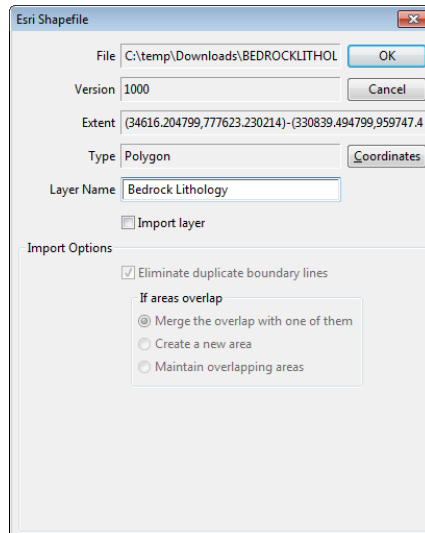 Esri Shapefile
File C:\temp\Downloads\BEDROCKLITHOL OK
Version 1000 Cancel
Extent (34616.204799,777623.230214)-(330839.494799,959747.4
Type Polygon Coordinates
Layer Name Bedrock Lithology
Import layer
Import Options
Eliminate duplicate boundary lines
If areas overlap
Merge the overlap with one of them
Create a new area
Maintain overlapping areas